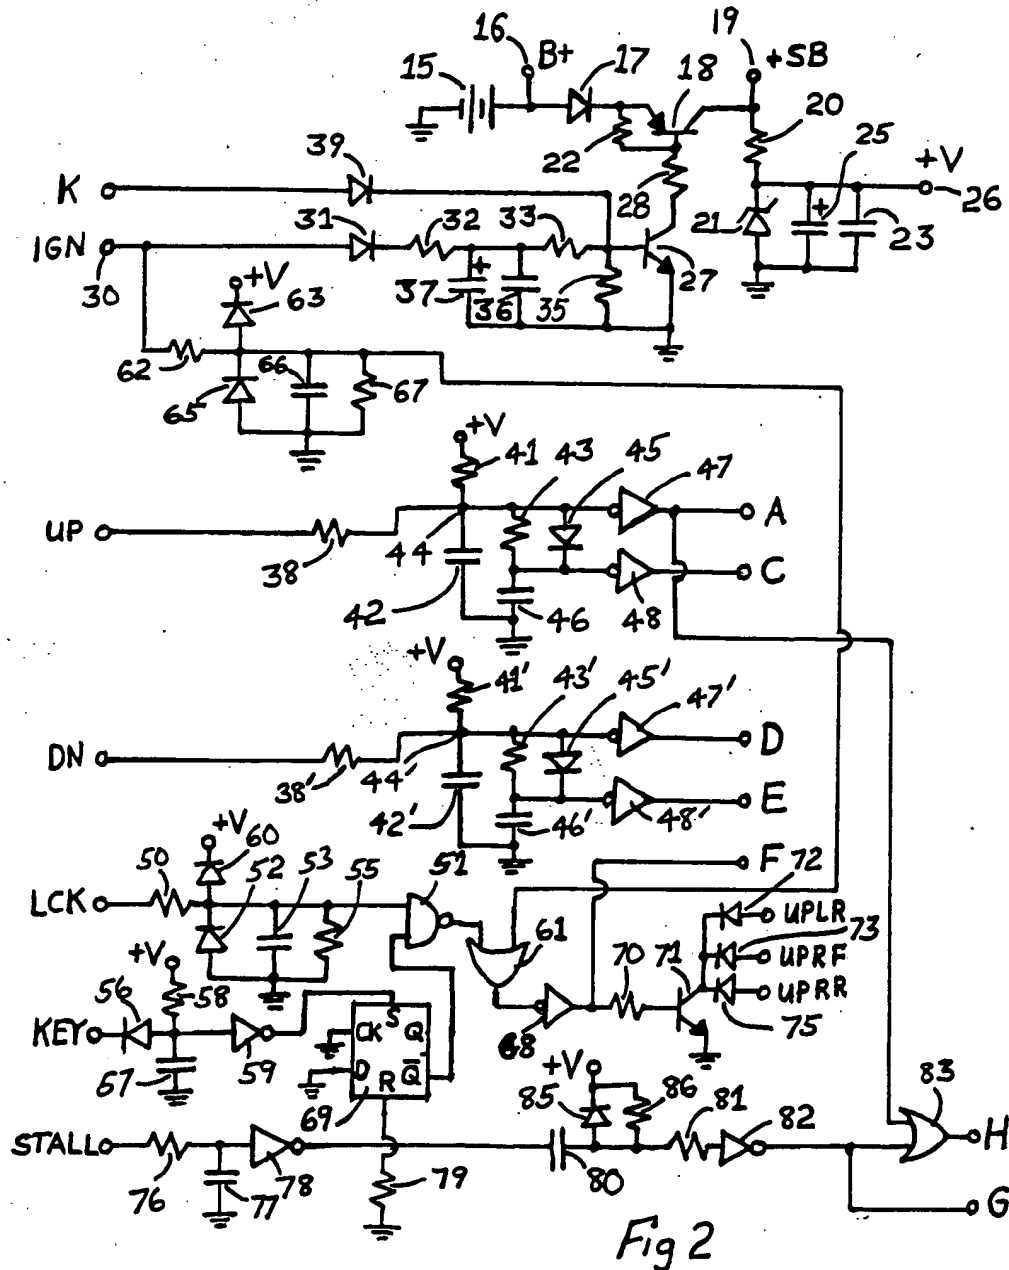 16
19
15
B+
17
18
+SB
20
25
+V
26
22
39
K
28
21
23
IGN
30
31
32
33
27
37
+
36
35
+
+V
63
62
66
65
67
+V
41
43
45
47
A
UP
38
44
C
42
46
48
+V
41'
43'
45'
47'
D
DN
38'
44'
E
42'
46'
48'
F
+V
60
50
52
53
55
51
72
LCK
UPLR
73
+V
61
UPRF
56
58
70
71
UPRR
KEY
59
CK
S
Q
68
75
57
D
R
Q̅
+V
83
69
85
86
81
82
STALL
H
76
77
78
79
80
G
Fig 2